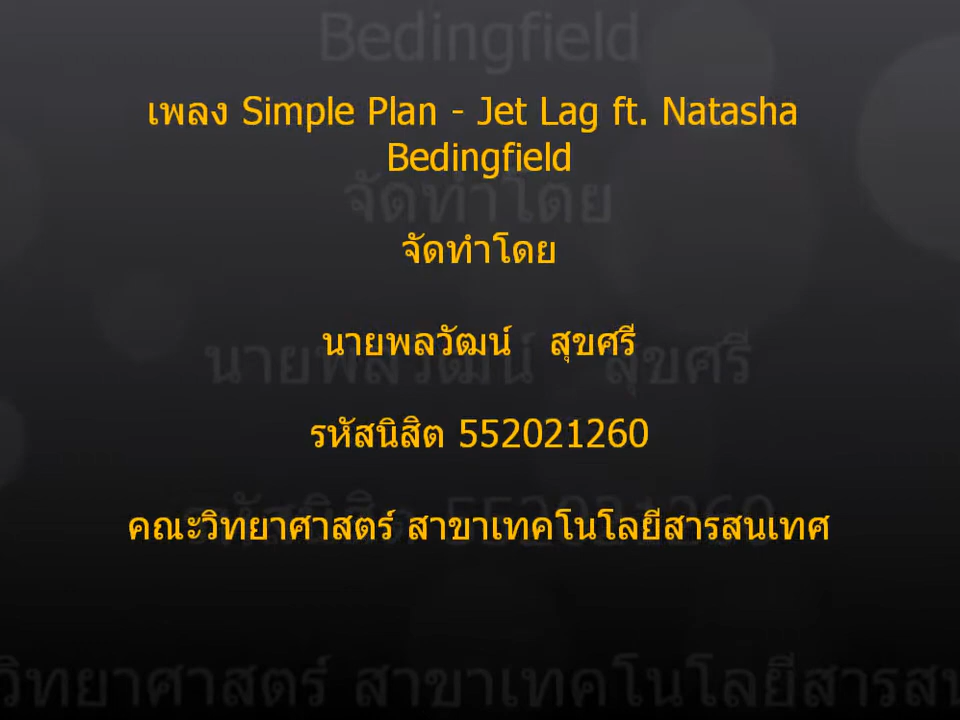 เพลง Simple Plan - Jet Lag ft. Natasha
Bedingfield
จัดทำโดย
นายพลวัฒน์ สุขศรี
รหัสนิสิต 552021260
คณะวิทยาศาสตร์ สาขาเทคโนโลยีสารสนเทศ